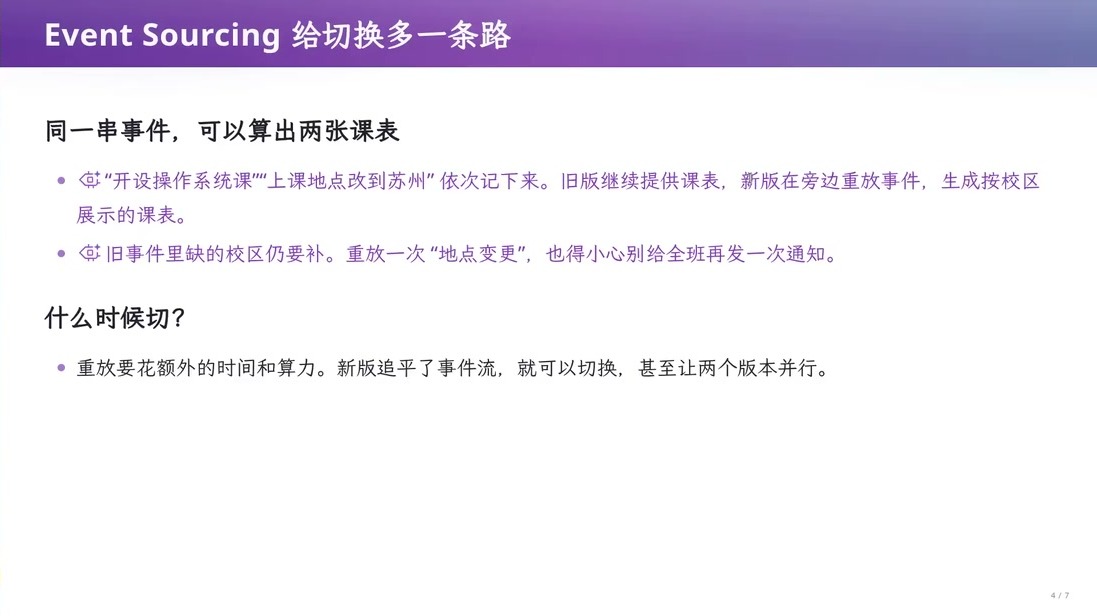 Event Sourcing 给切换多一条路
同一串事件，可以算出两张课表
“开设操作系统课”“上课地点改到苏州” 依次记下来。旧版继续提供课表，新版在旁边重放事件，生成按校区
展示的课表。
旧事件里缺的校区仍要补。重放一次 “地点变更”，也得小心别给全班再发一次通知。
什么时候切？
重放要花额外的时间和算力。新版追平了事件流，就可以切换，甚至让两个版本并行。
4 / 7